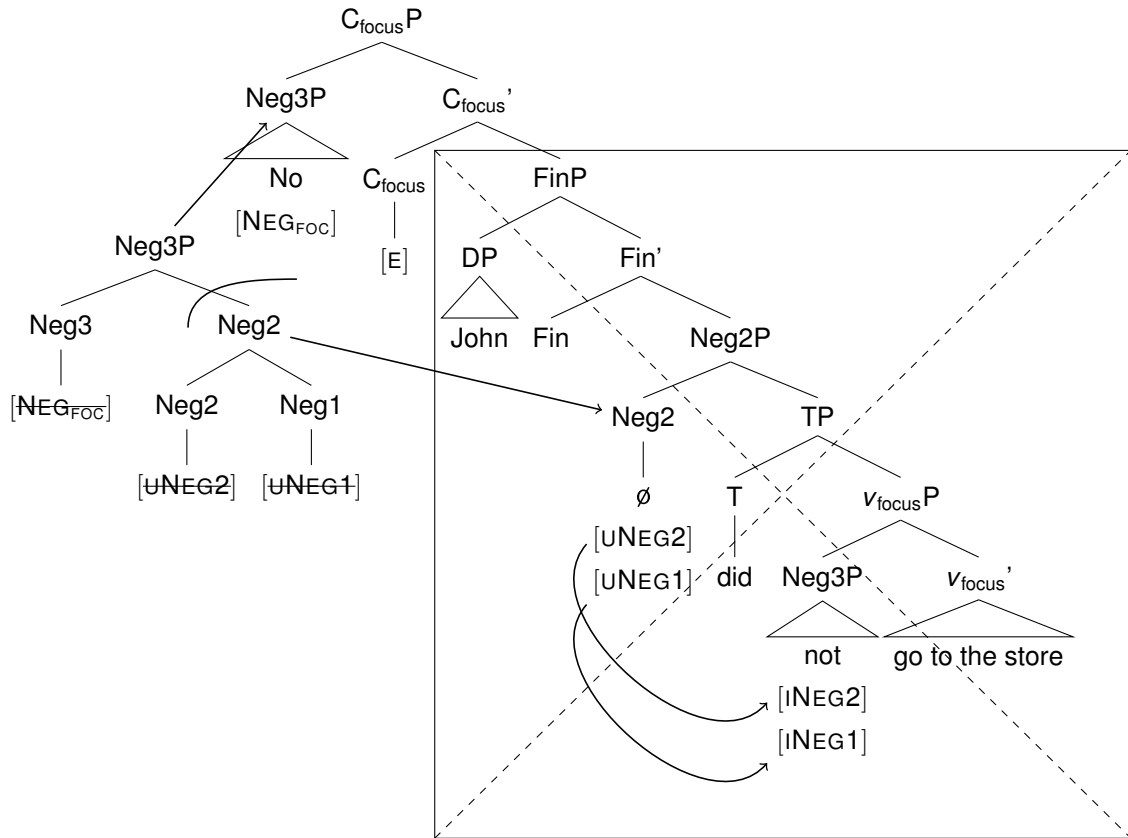 C_focusP
Neg3P C_focus'
No C_focus FinP
[NEG_FOC]
Neg3P [E] DP Fin'
Neg3 Neg2 John Fin Neg2P
[NEG_FOC] Neg2 Neg1 Neg2 TP
[UNEG2] [UNEG1] ø T v_focusP
[UNEG2]
[UNEG1] did Neg3P v_focus'
not go to the store
[INEG2]
[INEG1]